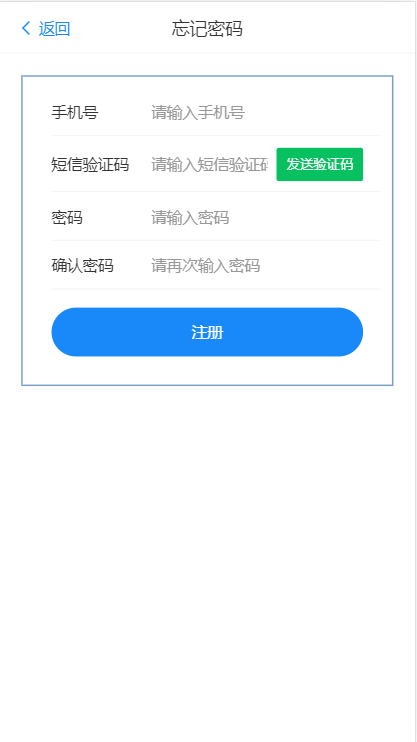 返回 忘记密码
手机号 请输入手机号
短信验证码 请输入短信验证码 发送验证码
密码 请输入密码
确认密码 请再次输入密码
注册